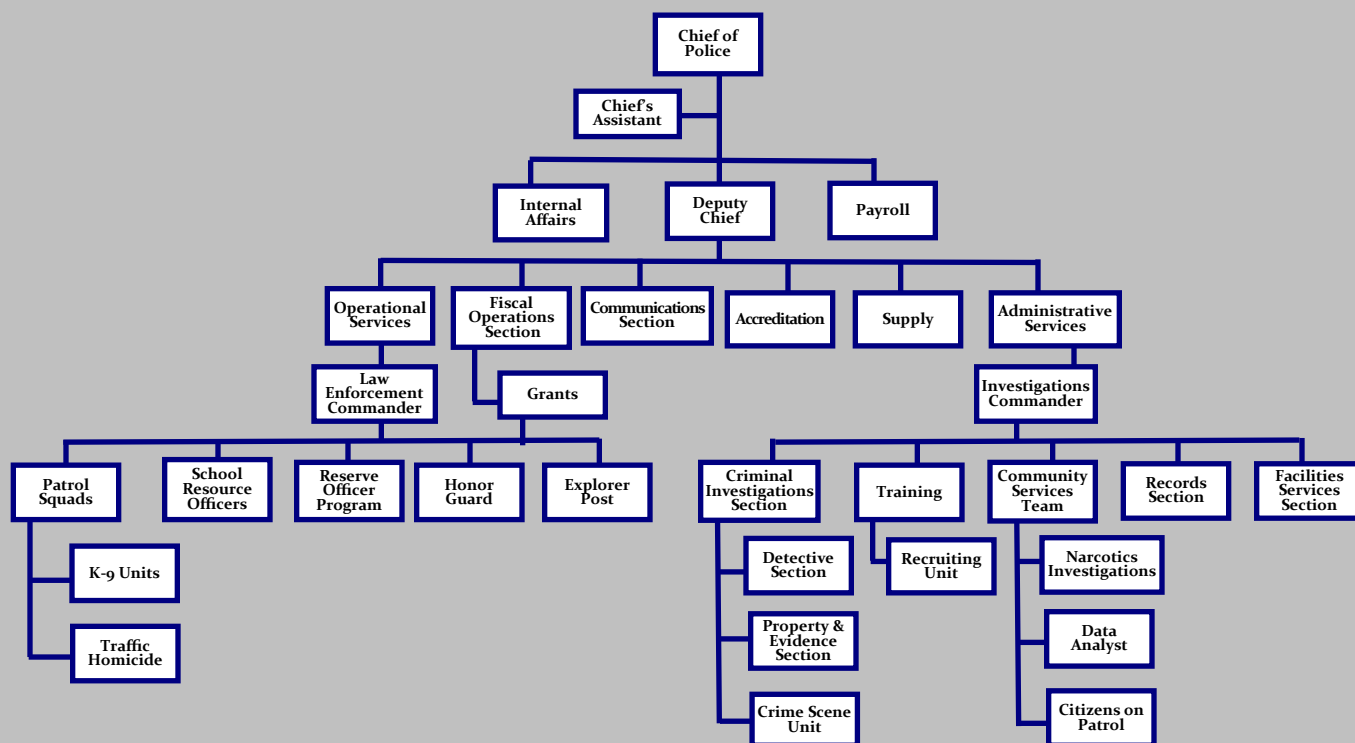 Chief of
Police
Chief's
Assistant
Internal
Affairs
Deputy
Chief
Payroll
Operational
Services
Fiscal
Operations
Section
Communications
Section
Accreditation
Supply
Administrative
Services
Law
Enforcement
Commander
Grants
Investigations
Commander
Patrol
Squads
School
Resource
Officers
Reserve
Officer
Program
Honor
Guard
Explorer
Post
Criminal
Investigations
Section
Training
Community
Services
Team
Records
Section
Facilities
Services
Section
K-9 Units
Traffic
Homicide
Detective
Section
Property &
Evidence
Section
Crime Scene
Unit
Recruiting
Unit
Narcotics
Investigations
Data
Analyst
Citizens on
Patrol